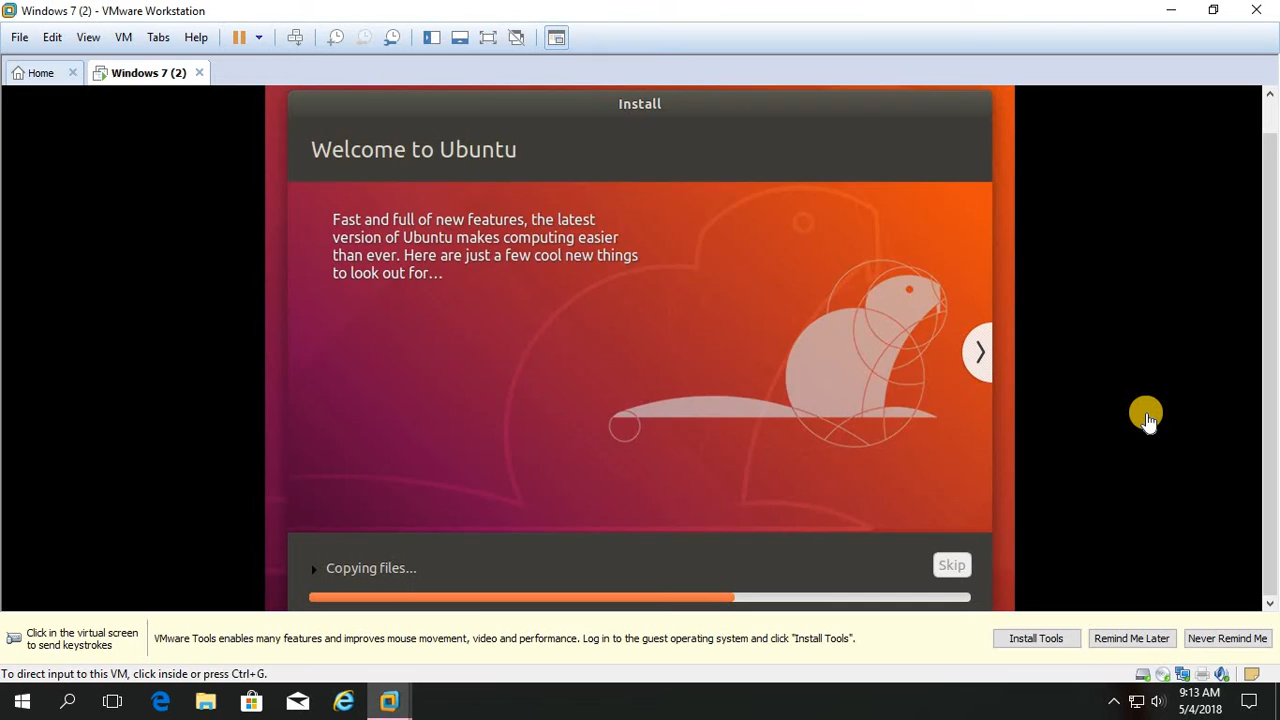 Windows 7 (2) - VMware Workstation
File Edit View VM Tabs Help
Home
Windows 7 (2)
Install
Welcome to Ubuntu
Fast and full of new features, the latest
version of Ubuntu makes computing easier
than ever. Here are just a few cool new things
to look out for...
Copying files...
Skip
Click in the virtual screen
to send keystrokes
VMware Tools enables many features and improves mouse movement, video and performance. Log in to the guest operating system and click "Install Tools".
Install Tools
Remind Me Later
Never Remind Me
To direct input to this VM, click inside or press Ctrl+G.
9:13 AM
5/4/2018